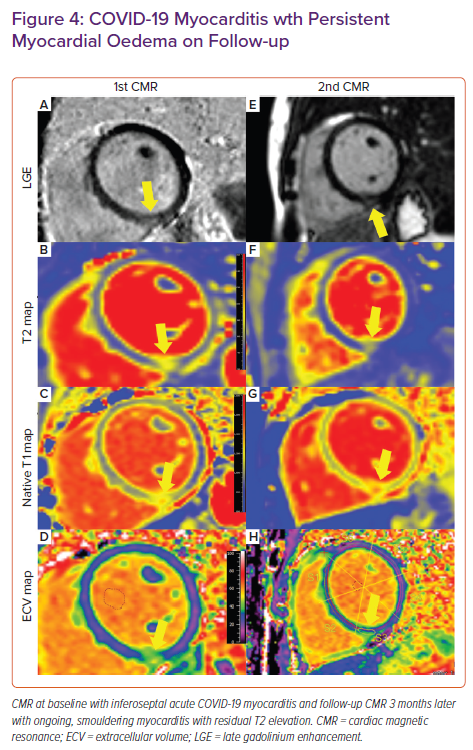 Figure 4: COVID-19 Myocarditis wth Persistent
Myocardial Oedema on Follow-up
1st CMR
2nd CMR
A
E
LGE
B
F
T2 map
C
G
Native T1 map
D
H
ECV map
CMR at baseline with inferoseptal acute COVID-19 myocarditis and follow-up CMR 3 months later
with ongoing, smouldering myocarditis with residual T2 elevation. CMR = cardiac magnetic
resonance; ECV = extracellular volume; LGE = late gadolinium enhancement.